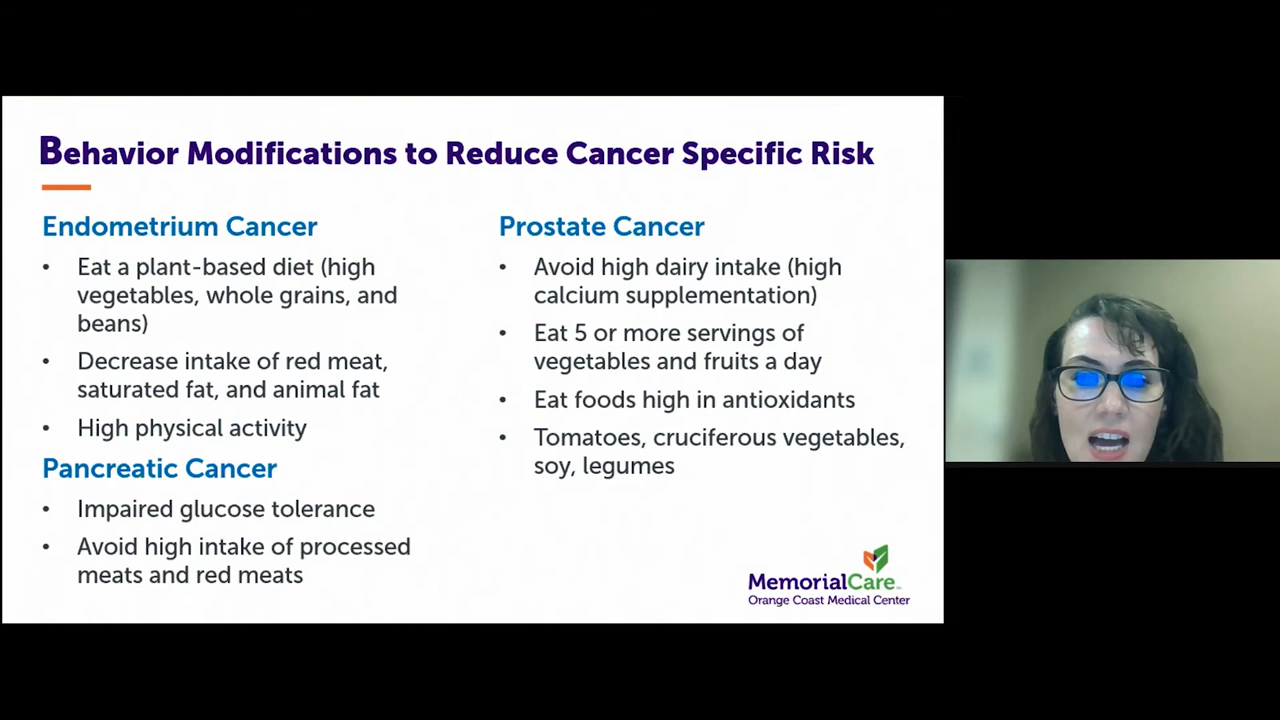 Behavior Modifications to Reduce Cancer Specific Risk
Endometrium Cancer
• Eat a plant-based diet (high
vegetables, whole grains, and
beans)
• Decrease intake of red meat,
saturated fat, and animal fat
• High physical activity
Pancreatic Cancer
• Impaired glucose tolerance
• Avoid high intake of processed
meats and red meats
Prostate Cancer
• Avoid high dairy intake (high
calcium supplementation)
• Eat 5 or more servings of
vegetables and fruits a day
• Eat foods high in antioxidants
• Tomatoes, cruciferous vegetables,
soy, legumes
MemorialCare™
Orange Coast Medical Center